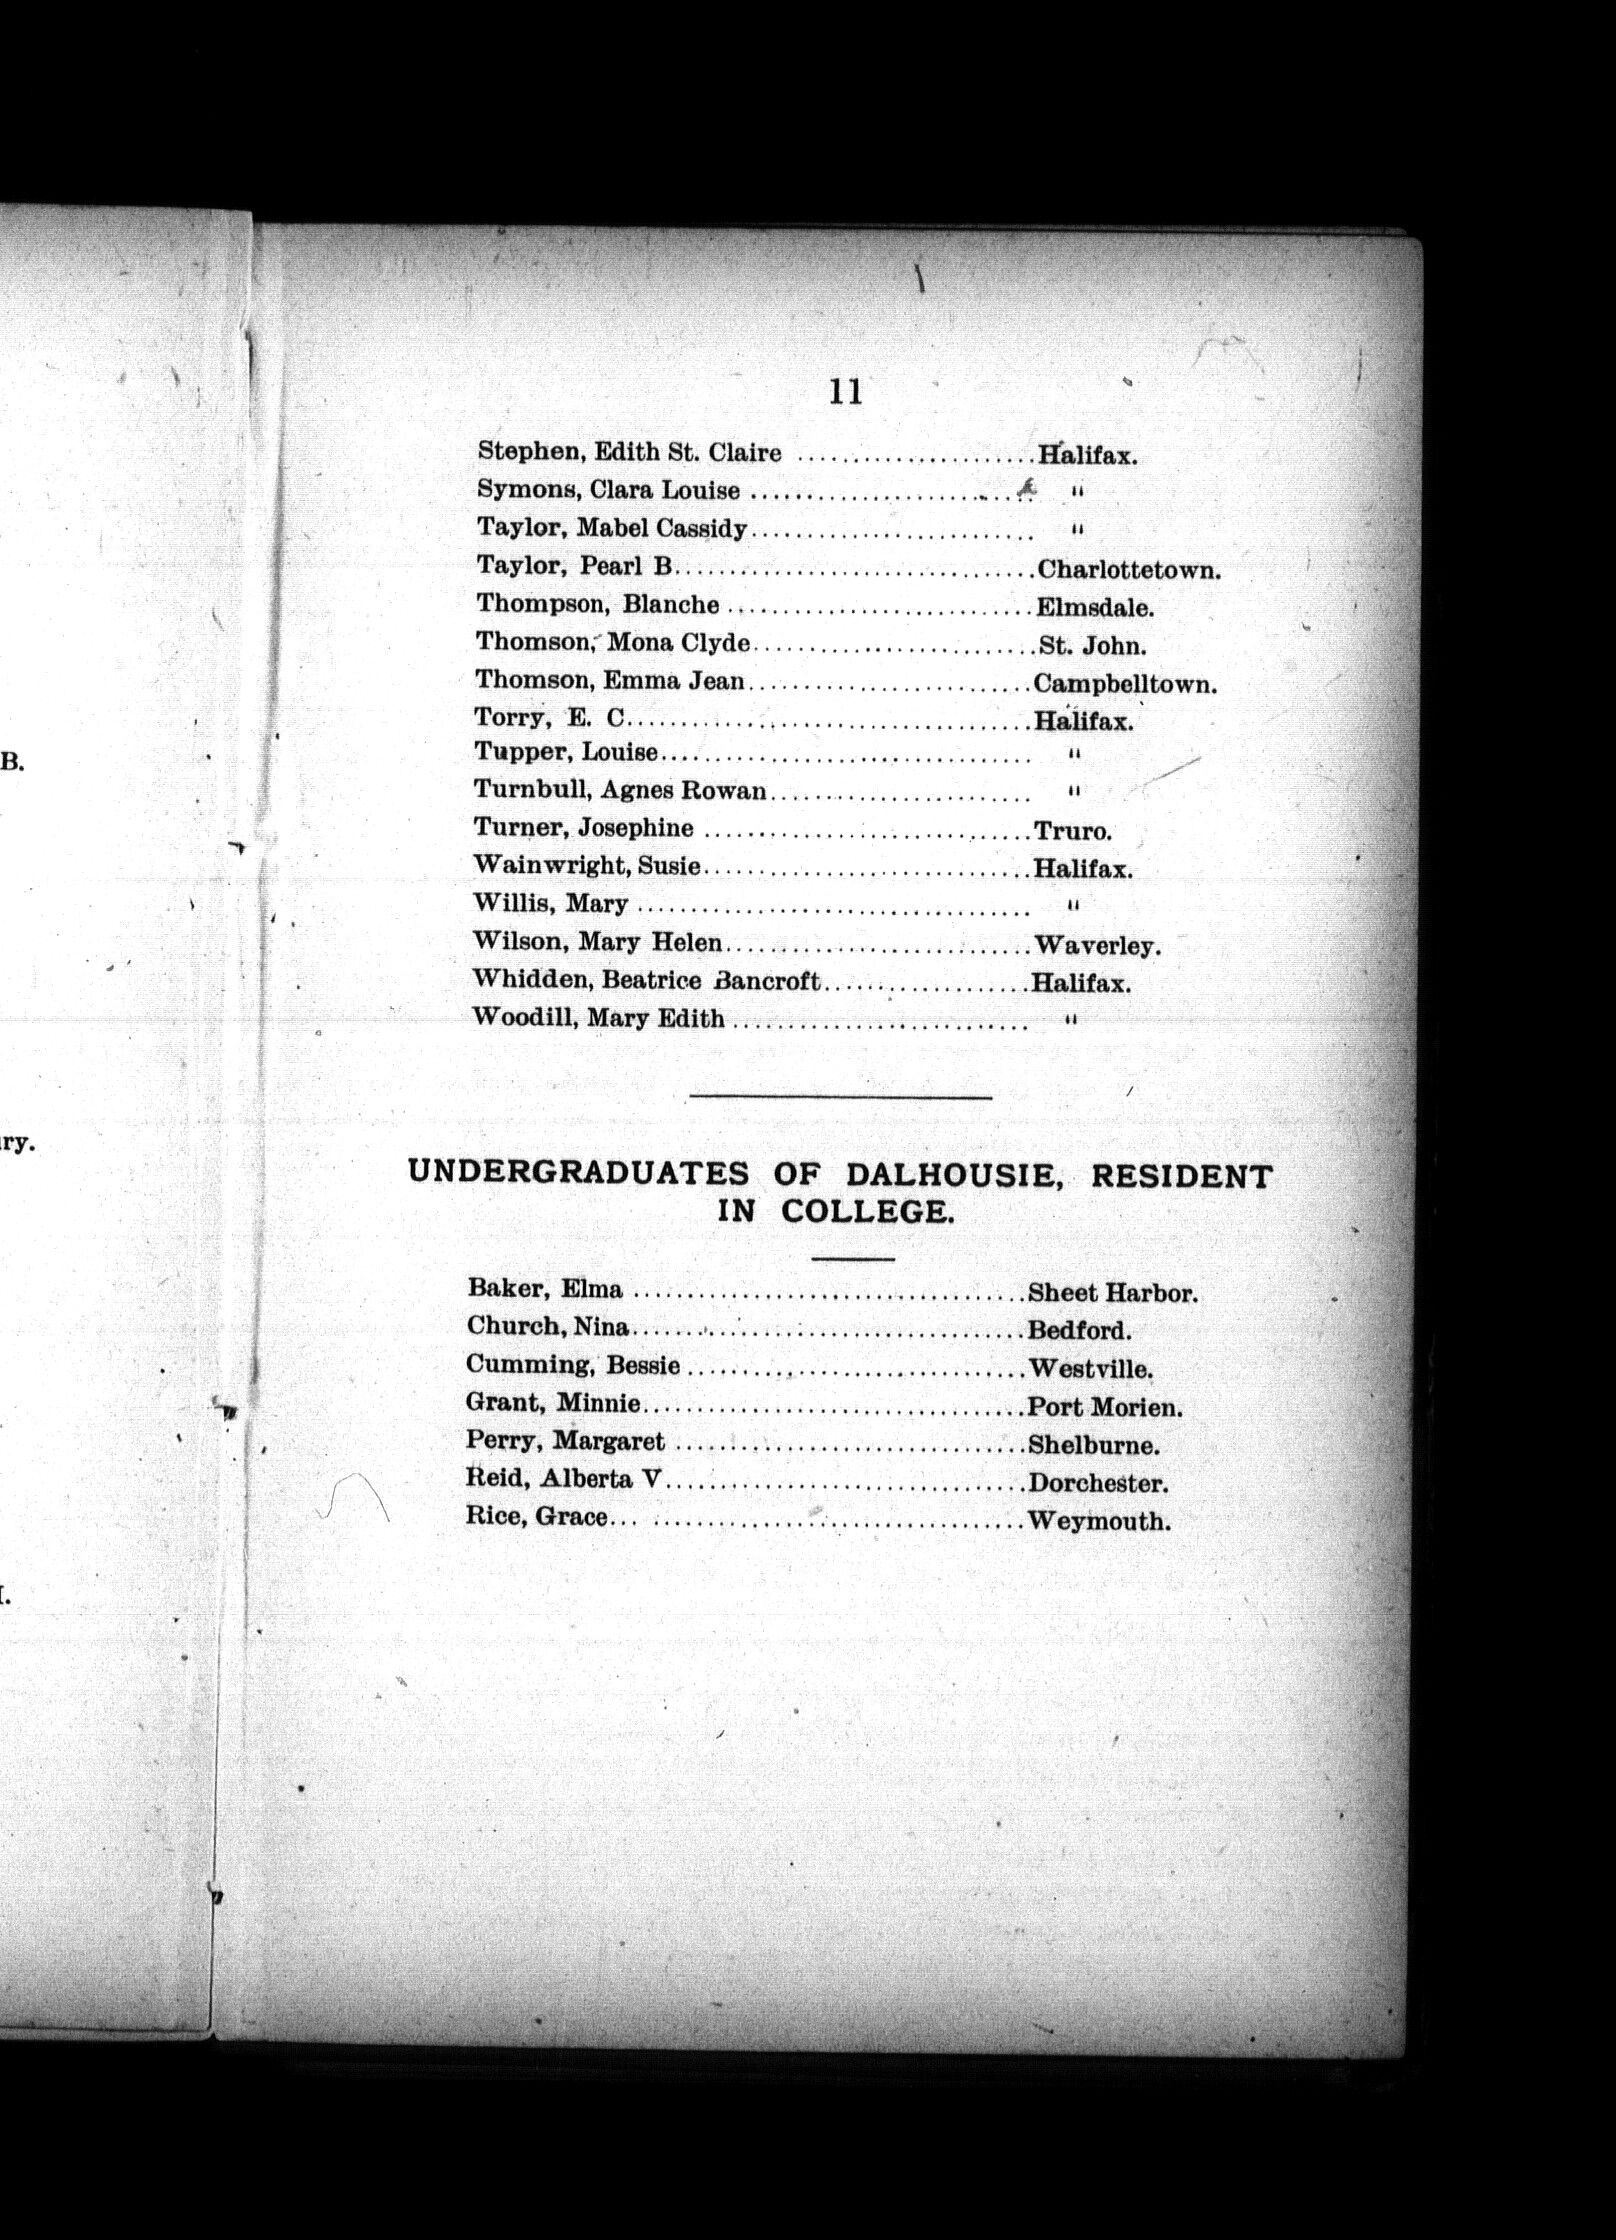 11
Stephen, Edith St. Claire ..................... Halifax.
Symons, Clara Louise ......................... "
Taylor, Mabel Cassidy.......................... "
Taylor, Pearl B.................................Charlottetown.
Thompson, Blanche ............................Elmsdale.
Thomson, Mona Clyde..........................St. John.
Thomson, Emma Jean..........................Campbelltown.
Torry, E. C.....................................Halifax.
Tupper, Louise.................................. "
Turnbull, Agnes Rowan........................ "
Turner, Josephine ..............................Truro.
Wainwright, Susie..............................Halifax.
Willis, Mary .................................... "
Wilson, Mary Helen............................Waverley.
Whidden, Beatrice Bancroft...................Halifax.
Woodill, Mary Edith ........................... "
UNDERGRADUATES OF DALHOUSIE, RESIDENT
IN COLLEGE.
Baker, Elma ....................................Sheet Harbor.
Church, Nina....................................Bedford.
Cumming, Bessie ...............................Westville.
Grant, Minnie...................................Port Morien.
Perry, Margaret ................................Shelburne.
Reid, Alberta V.................................Dorchester.
Rice, Grace... ..................................Weymouth.
B.
ry.